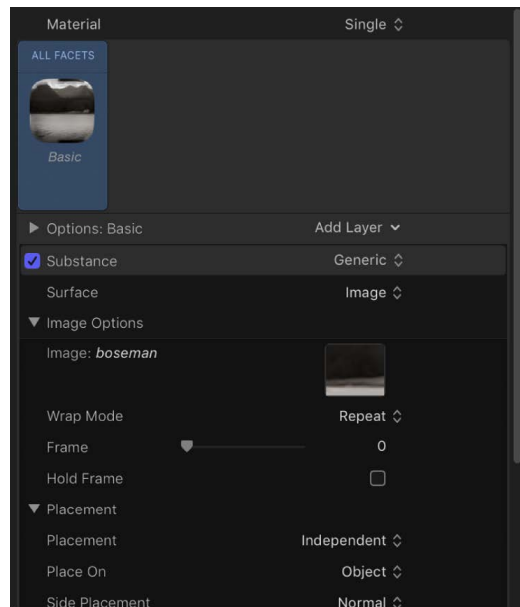 Material Single
ALL FACETS
Basic
Options: Basic Add Layer
Substance Generic
Surface Image
Image Options
Image: boseman
Wrap Mode Repeat
Frame 0
Hold Frame
Placement
Placement Independent
Place On Object
Side Placement Normal